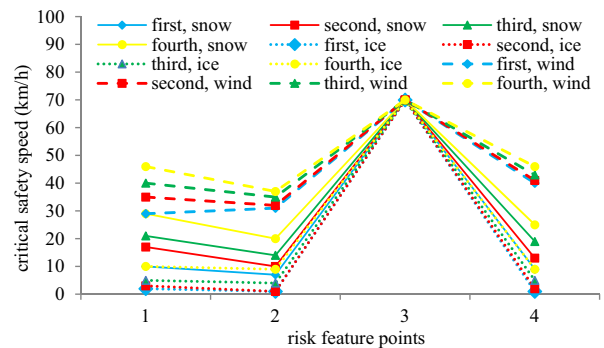 100
90
80
70
60
50
40
30
20
10
0
critical safety speed (km/h)
first, snow second, snow third, snow
fourth, snow first, ice second, ice
third, ice fourth, ice first, wind
second, wind third, wind fourth, wind
1 2 3 4
risk feature points